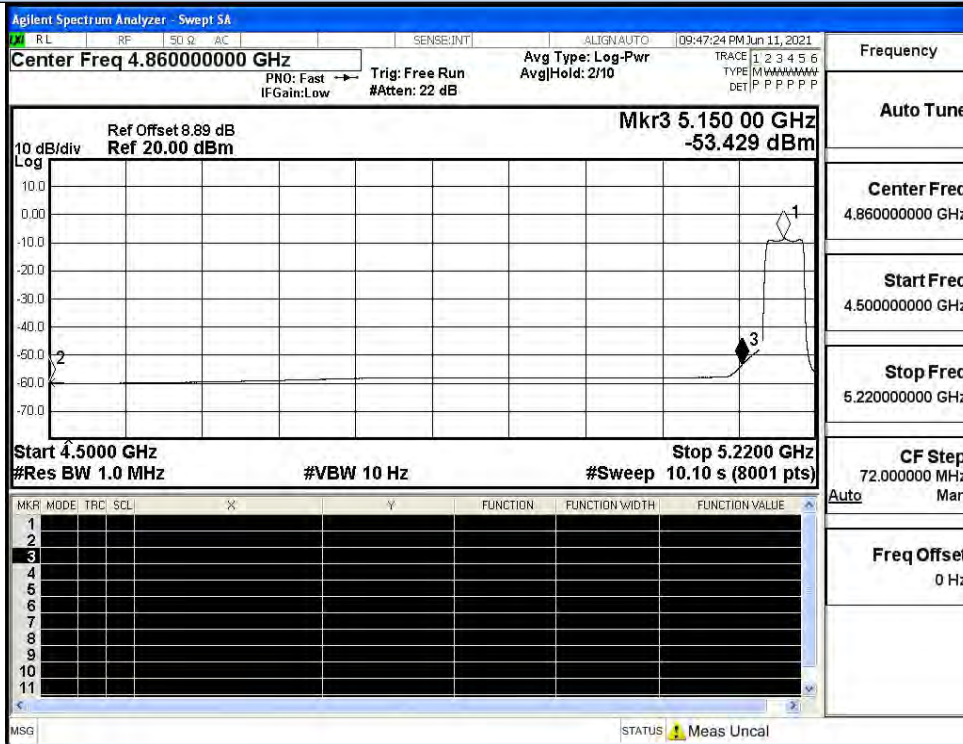 Agilent Spectrum Analyzer - Swept SA
LXI RL RF 50 Ω AC SENSE:INT ALIGNAUTO 09:47:24 PM Jun 11, 2021
Center Freq 4.860000000 GHz
PNO: Fast
IFGain:Low
Trig: Free Run
#Atten: 22 dB
Avg Type: Log-Pwr
Avg|Hold: 2/10
TRACE 1 2 3 4 5 6
TYPE MWWWWW
DET P P P P P P
Mkr3 5.150 00 GHz
-53.429 dBm
Ref Offset 8.89 dB
10 dB/div Ref 20.00 dBm
Log
10.0
0.00
-10.0
-20.0
-30.0
-40.0
-50.0
-60.0
-70.0
1
2
3
Start 4.5000 GHz Stop 5.2200 GHz
#Res BW 1.0 MHz #VBW 10 Hz #Sweep 10.10 s (8001 pts)
MKR MODE TRC SCL X Y FUNCTION FUNCTION WIDTH FUNCTION VALUE
1
2
3
4
5
6
7
8
9
10
11
MSG STATUS Meas Uncal
Frequency
Auto Tune
Center Freq
4.860000000 GHz
Start Freq
4.500000000 GHz
Stop Freq
5.220000000 GHz
CF Step
72.000000 MHz
Auto Man
Freq Offset
0 Hz